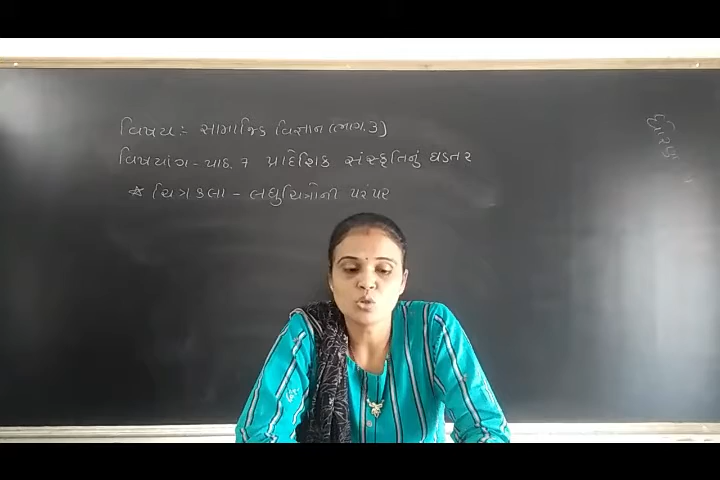 વિષય:- સામાજિક વિજ્ઞાન (ભાગ.3)
વિષયાંગ - પાઠ. 7 પ્રાદેશિક સંસ્કૃતિનું ઘડતર
* ચિત્રકલા - લઘુચિત્રોની પરંપર